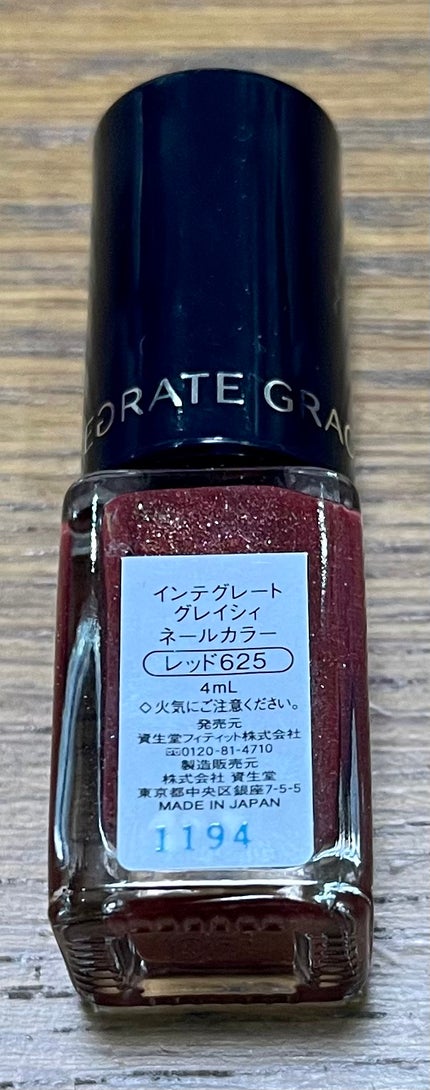 EGRATE GRAC
インテグレート
グレイシィ
ネールカラー
レッド625
4mL
◇火気にご注意ください。
発売元
資生堂フィティット株式会社
0120-81-4710
製造販売元
株式会社 資生堂
東京都中央区銀座7-5-5
MADE IN JAPAN
1194